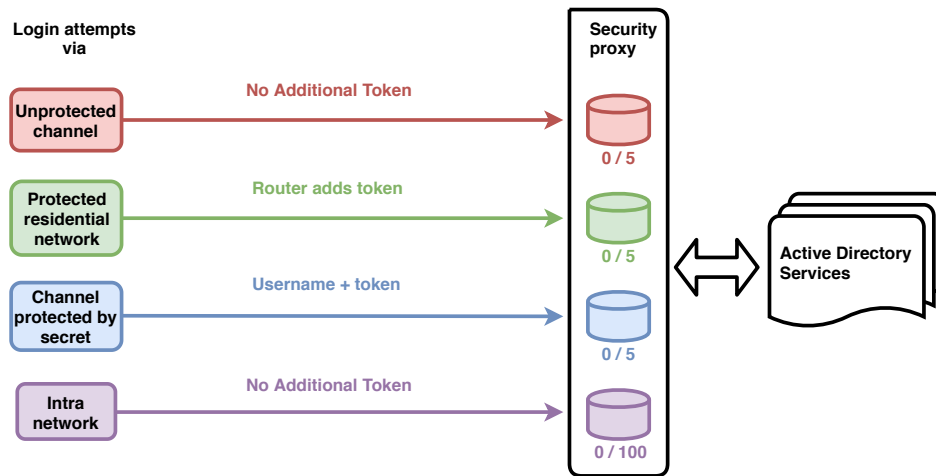 Login attempts
via
Security
proxy
Unprotected
channel
No Additional Token
0 / 5
Protected
residential
network
Router adds token
0 / 5
Active Directory
Services
Channel
protected by
secret
Username + token
0 / 5
Intra
network
No Additional Token
0 / 100